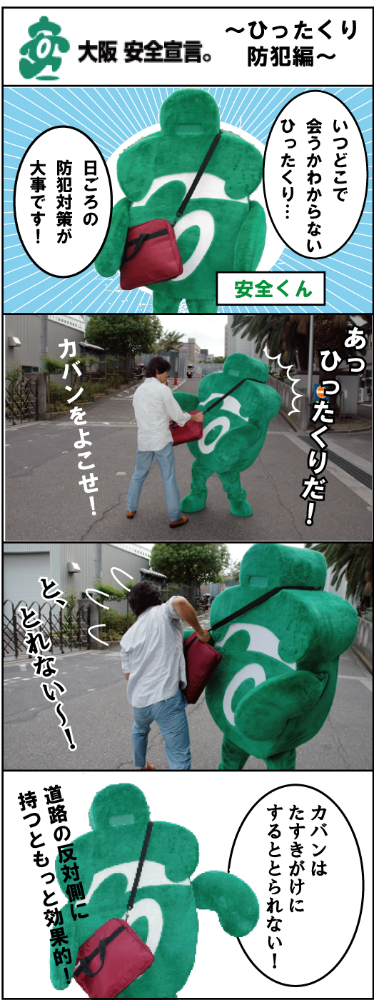 大阪 安全宣言。
～ひったくり
防犯編～
いつどこで
会うかわからない
ひったくり…
日ごろの
防犯対策が
大事です！
安全くん
あっ
ひったくりだ！
カバンをよこせ！
と、
とれない～！
カバンは
たすきがけに
するととられない！
道路の反対側に
持つともっと効果的！